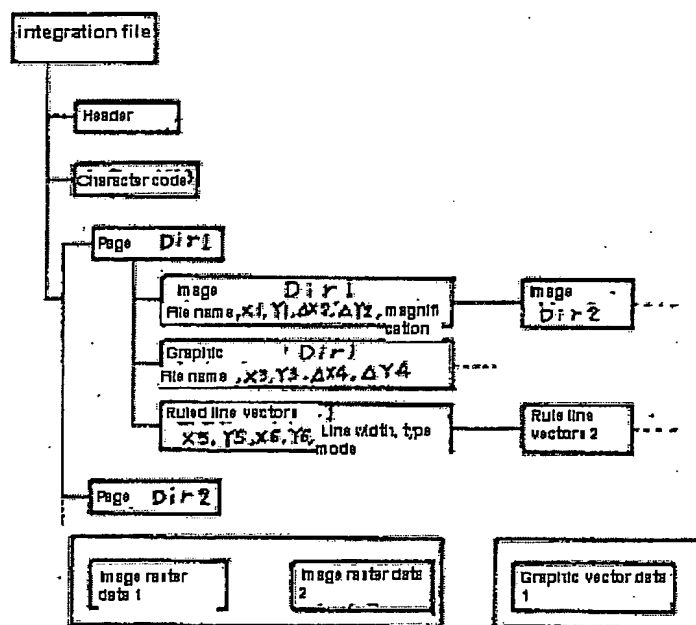 integration file
Header
Character code
Page Dir1
Image Dir1
File name, X1, Y1, ΔX2, ΔY2, magnifi
cation
Image
Dir2
Graphic Dir1
File name, X3, Y3, ΔX4, ΔY4
Ruled line vectors 1
X5, Y5, X6, Y6, Line width, type
mode
Rule line
vectors 2
Page Dir2
Image raster
data 1
Image raster data
2
Graphic vector data
1